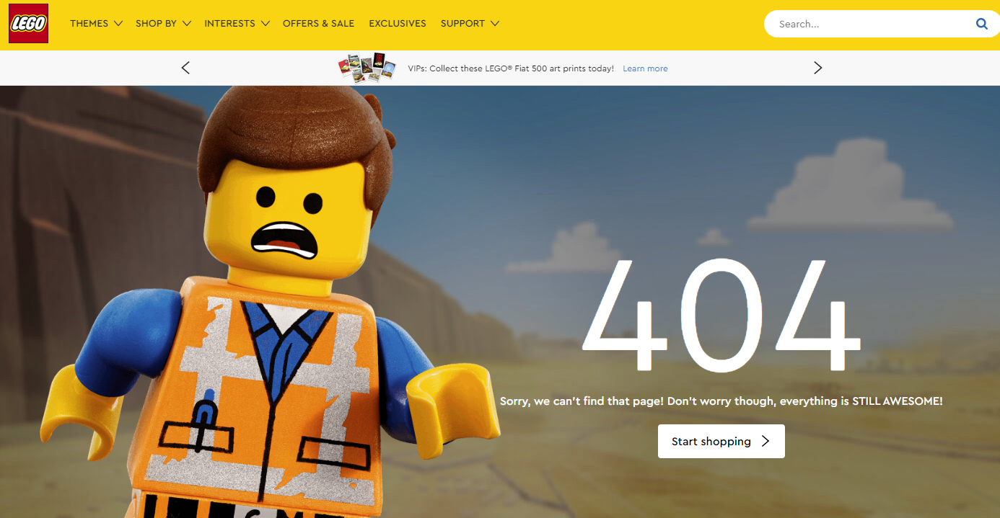 LEGO
THEMES SHOP BY INTERESTS OFFERS & SALE EXCLUSIVES SUPPORT
Search...
VIPs: Collect these LEGO® Fiat 500 art prints today! Learn more
404
Sorry, we can't find that page! Don't worry though, everything is STILL AWESOME!
Start shopping